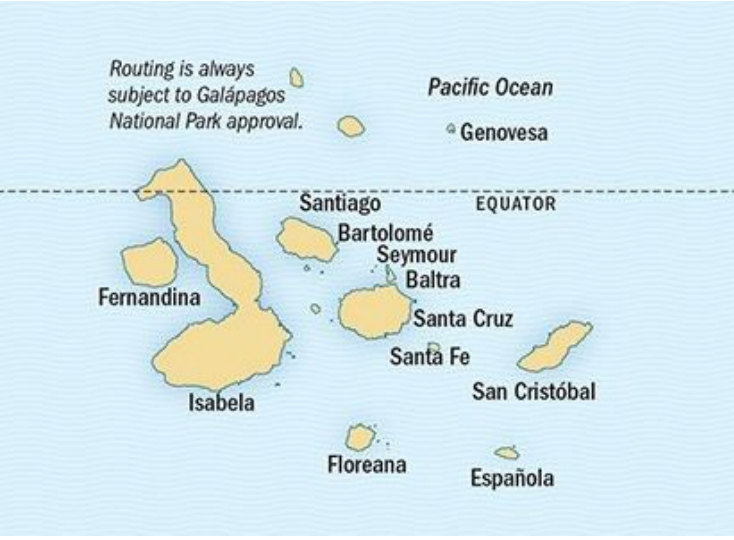 Routing is always
subject to Galápagos
National Park approval.
Pacific Ocean
Genovesa
EQUATOR
Santiago
Bartolomé
Seymour
Baltra
Fernandina
Santa Cruz
Santa Fe
San Cristóbal
Isabela
Floreana
Española